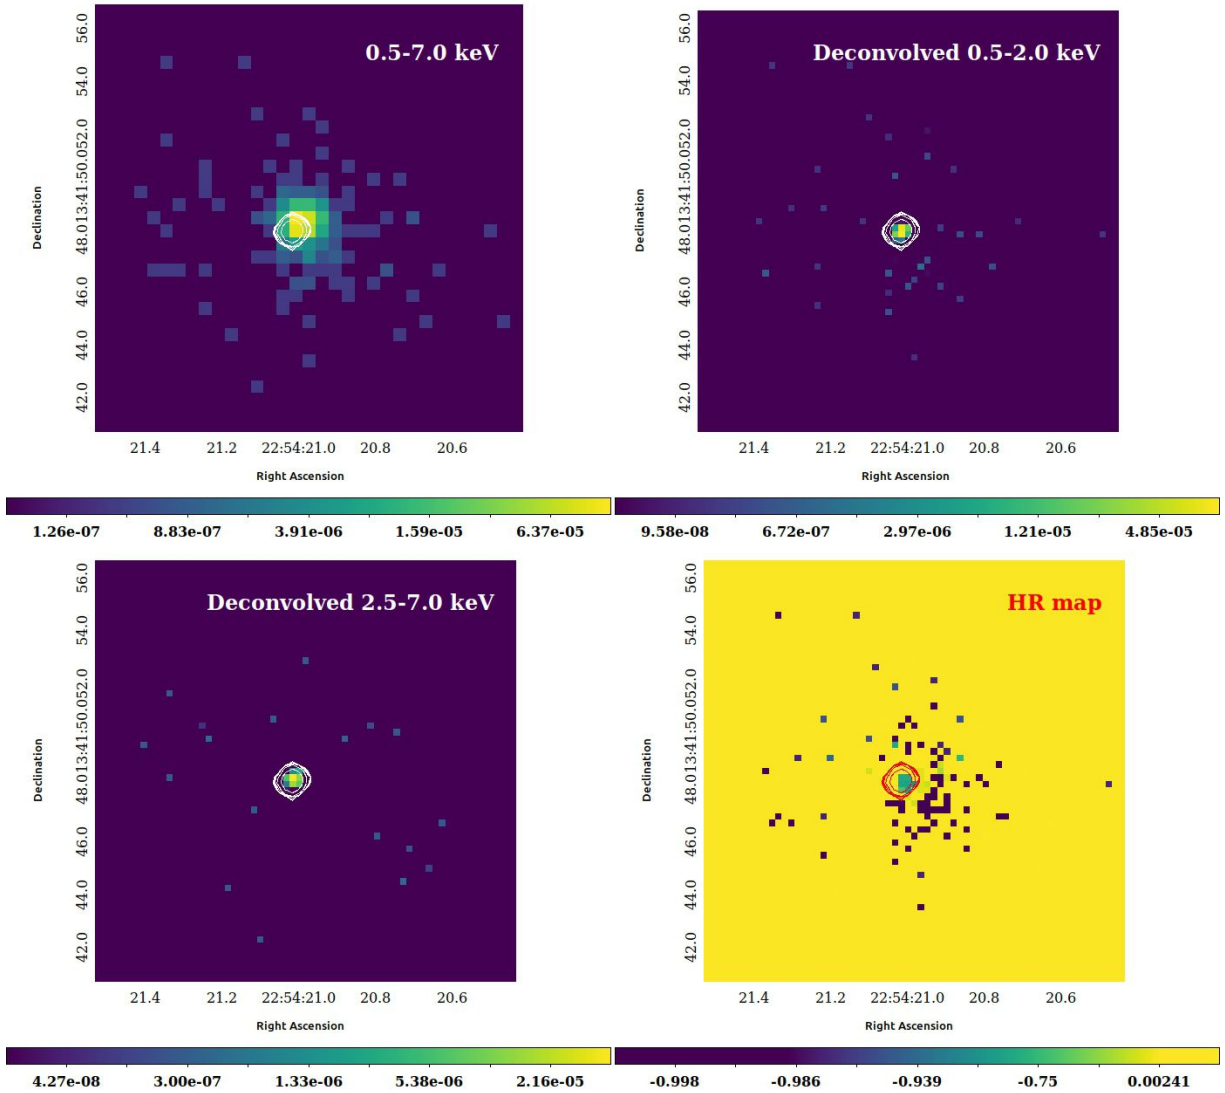 0.5-7.0 keV
Declination
56.0
54.0
13:41:50.052.0
48.0
46.0
44.0
42.0
21.4 21.2 22:54:21.0 20.8 20.6
Right Ascension
1.26e-07 8.83e-07 3.91e-06 1.59e-05 6.37e-05
Deconvolved 0.5-2.0 keV
Declination
56.0
54.0
13:41:50.052.0
48.0
46.0
44.0
42.0
21.4 21.2 22:54:21.0 20.8 20.6
Right Ascension
9.58e-08 6.72e-07 2.97e-06 1.21e-05 4.85e-05
Deconvolved 2.5-7.0 keV
Declination
56.0
54.0
13:41:50.052.0
48.0
46.0
44.0
42.0
21.4 21.2 22:54:21.0 20.8 20.6
Right Ascension
4.27e-08 3.00e-07 1.33e-06 5.38e-06 2.16e-05
HR map
Declination
56.0
54.0
13:41:50.052.0
48.0
46.0
44.0
42.0
21.4 21.2 22:54:21.0 20.8 20.6
Right Ascension
-0.998 -0.986 -0.939 -0.75 0.00241